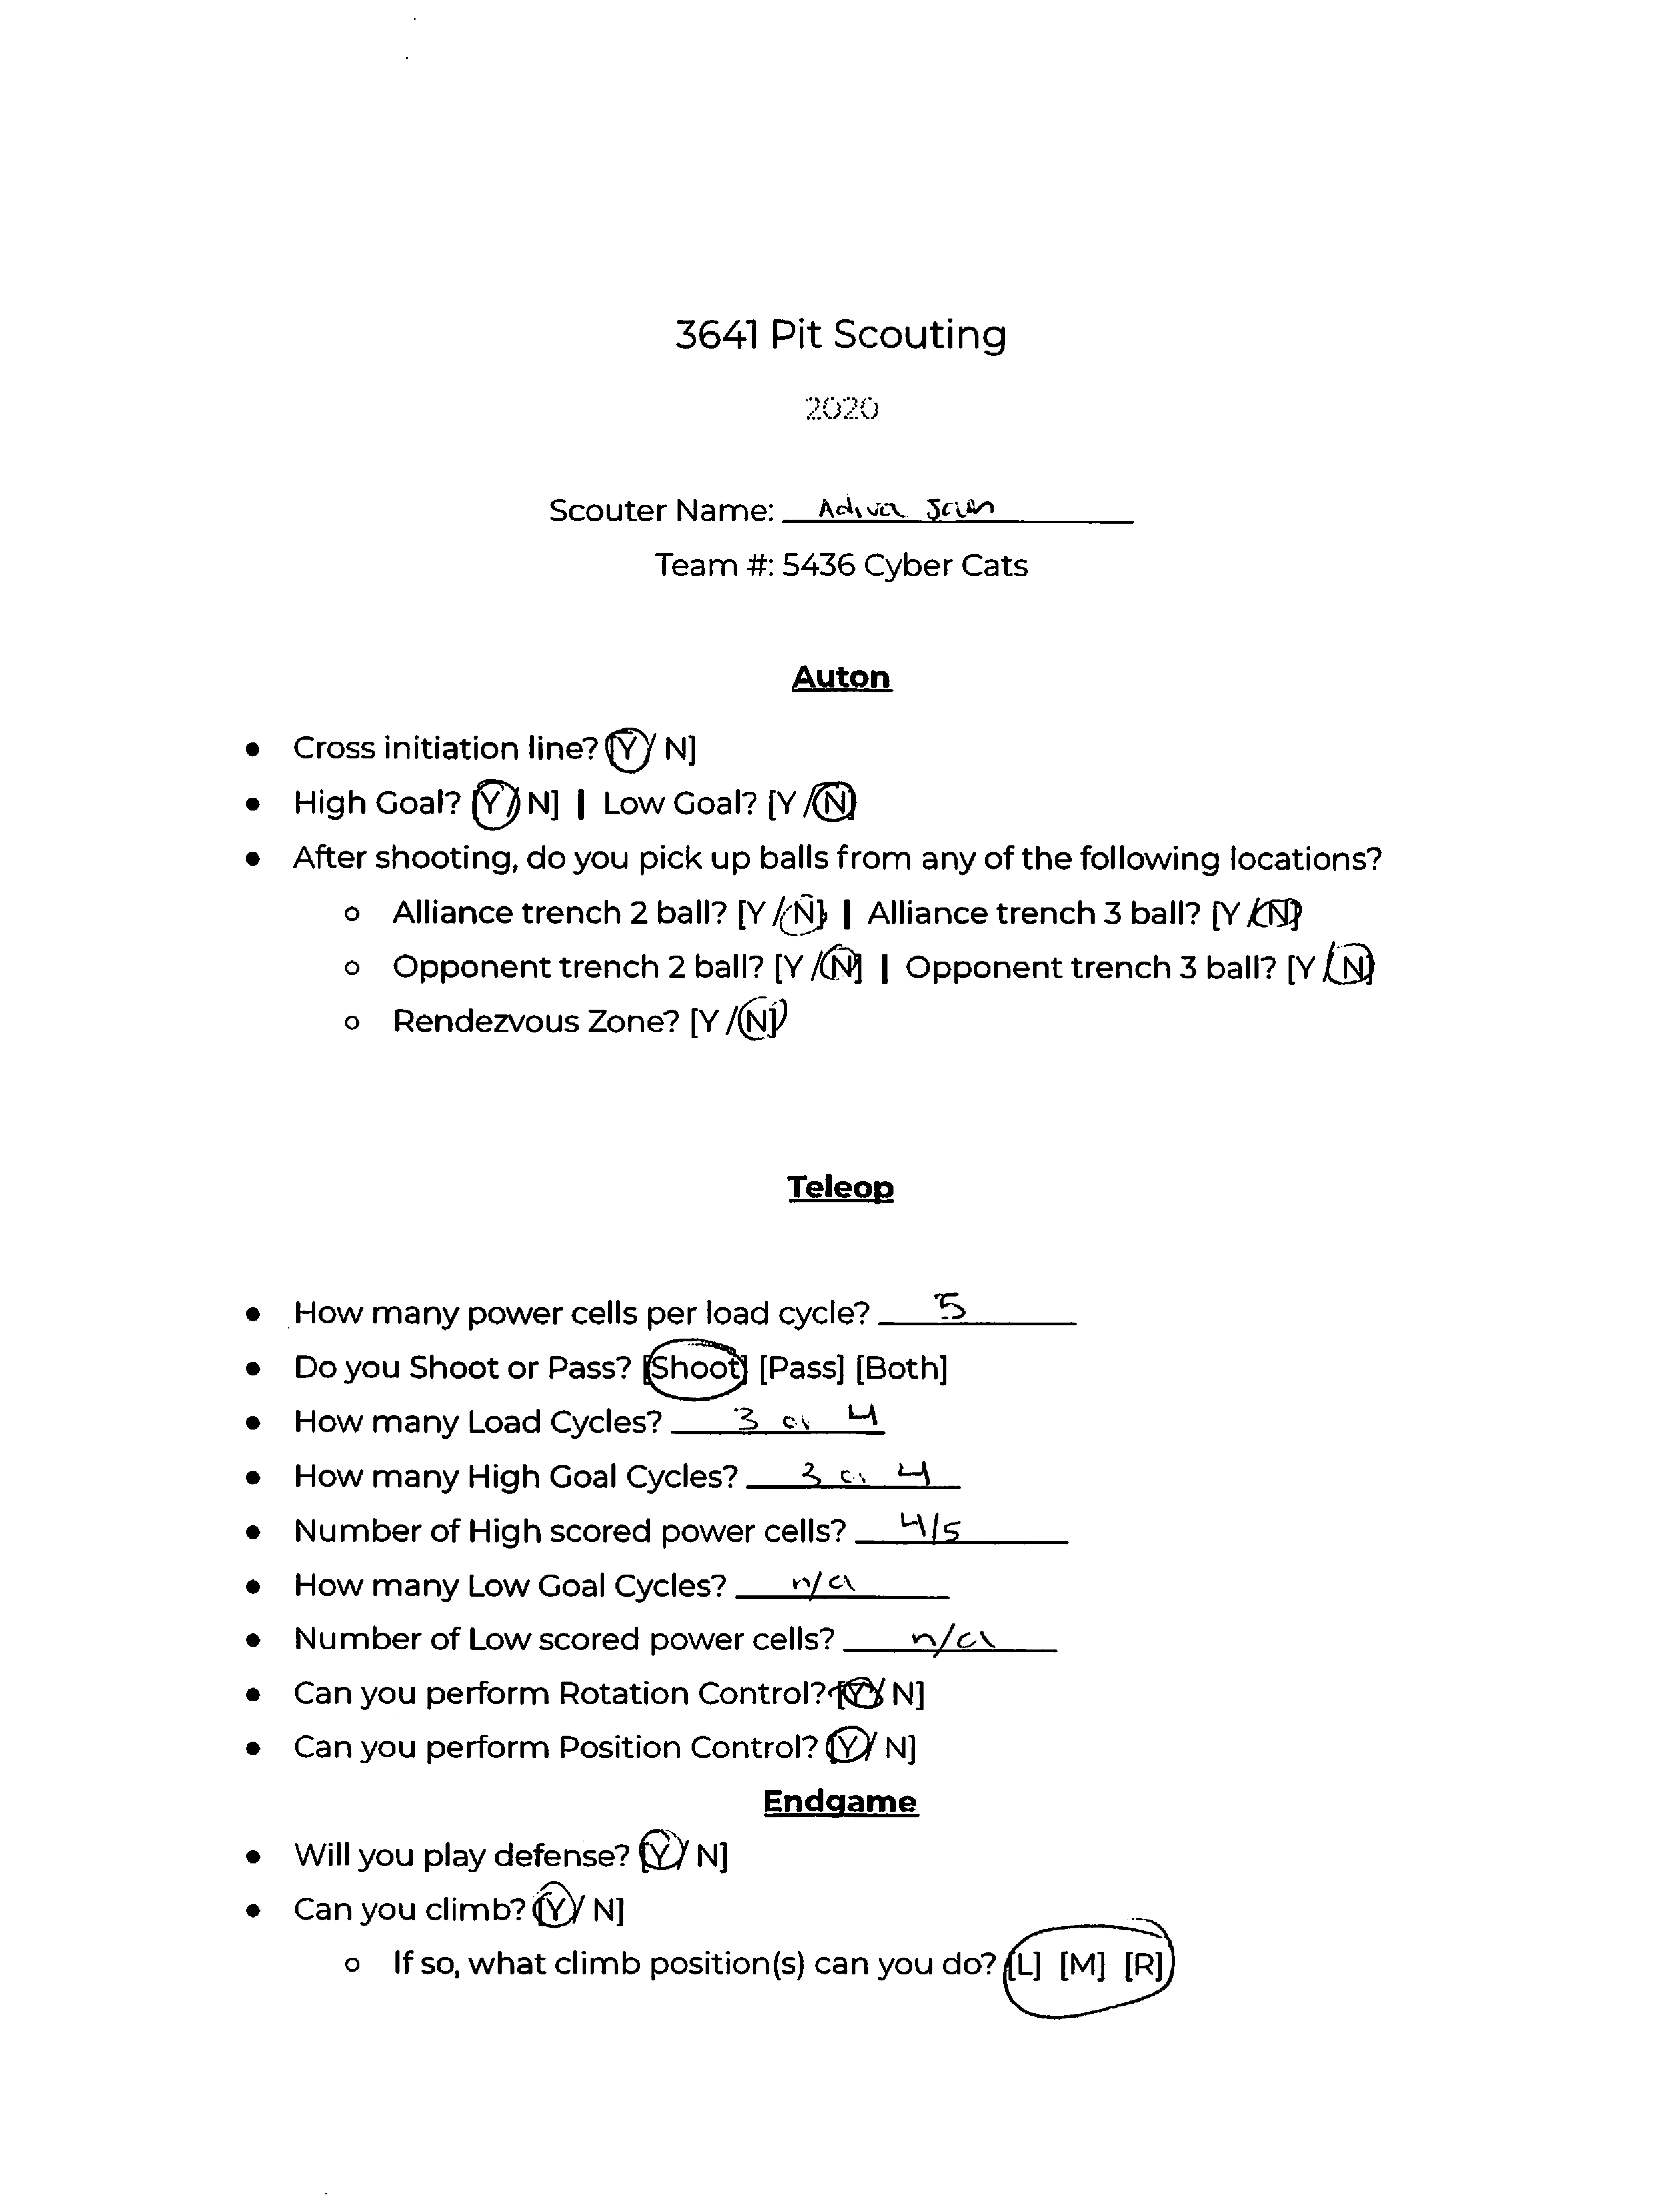 3641 Pit Scouting
2020
Scouter Name:
Team #: 5436 Cyber Cats
Auton
● Cross initiation line? [Y / N]
● High Goal? [Y / N] | Low Goal? [Y / N]
● After shooting, do you pick up balls from any of the following locations?
○ Alliance trench 2 ball? [Y / N] | Alliance trench 3 ball? [Y / N]
○ Opponent trench 2 ball? [Y / N] | Opponent trench 3 ball? [Y / N]
○ Rendezvous Zone? [Y / N]
Teleop
● How many power cells per load cycle? 5
● Do you Shoot or Pass? [Shoot] [Pass] [Both]
● How many Load Cycles? 3 or 4
● How many High Goal Cycles? 3 or 4
● Number of High scored power cells? 4/5
● How many Low Goal Cycles? n/a
● Number of Low scored power cells? n/a
● Can you perform Rotation Control? [Y / N]
● Can you perform Position Control? [Y / N]
Endgame
● Will you play defense? [Y / N]
● Can you climb? [Y / N]
○ If so, what climb position(s) can you do? [L] [M] [R]